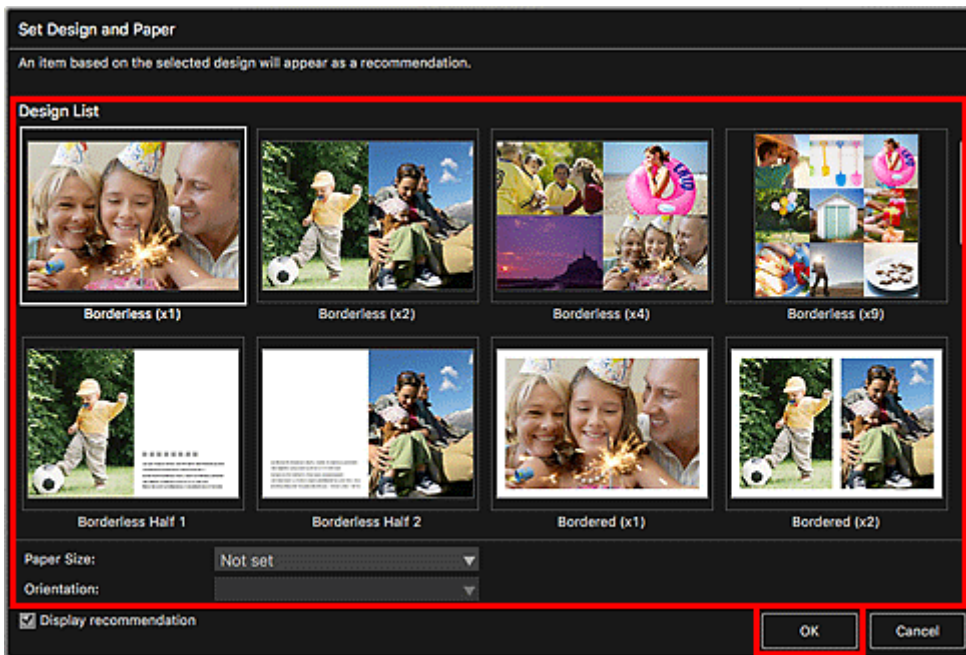 Set Design and Paper
An item based on the selected design will appear as a recommendation.
Design List
Borderless (x1)
Borderless (x2)
Borderless (x4)
Borderless (x9)
Borderless Half 1
Borderless Half 2
Bordered (x1)
Bordered (x2)
Paper Size:
Not set
Orientation:
Display recommendation
OK
Cancel